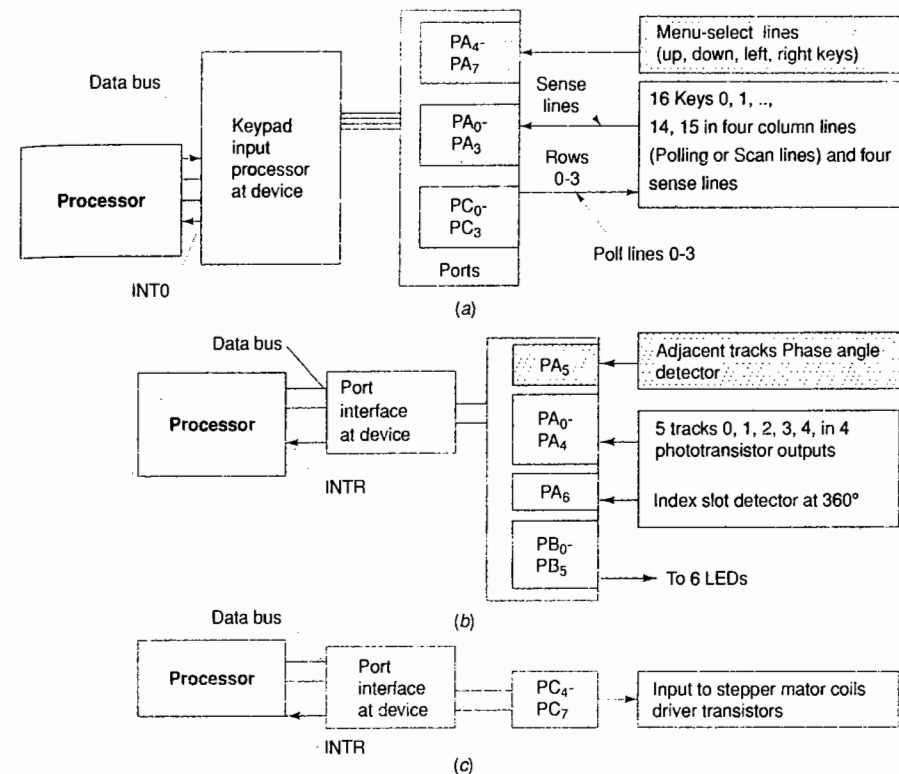 Data bus
Processor
INT0
Keypad
input
processor
at device
PA4-
PA7
PA0-
PA3
PC0-
PC3
Ports
Sense
lines
Rows
0-3
Poll lines 0-3
Menu-select lines
(up, down, left, right keys)
16 Keys 0, 1, ..,
14, 15 in four column lines
(Polling or Scan lines) and four
sense lines
(a)
Data bus
Processor
INTR
Port
interface
at device
PA5
PA0-
PA4
PA6
PB0-
PB5
Adjacent tracks Phase angle
detector
5 tracks 0, 1, 2, 3, 4, in 4
phototransistor outputs
Index slot detector at 360°
To 6 LEDs
(b)
Data bus
Processor
INTR
Port
interface
at device
PC4-
PC7
Input to stepper mator coils
driver transistors
(c)